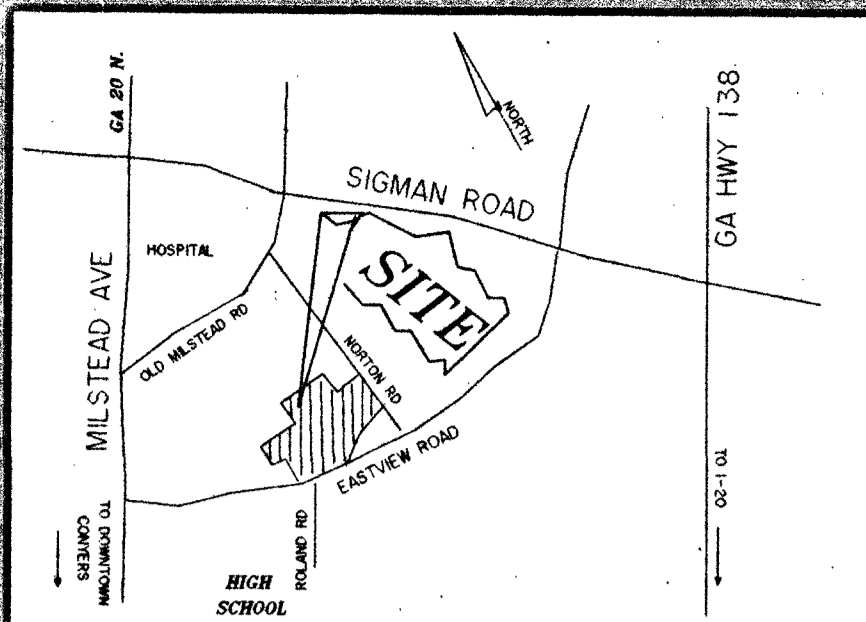 GA 20 N.
NORTH
GA HWY 138
SIGMAN ROAD
HOSPITAL
SITE
MILSTEAD AVE
OLD MILSTEAD RD
NORTON RD
EASTVIEW ROAD
TO I-20
TO DOWNTOWN
CONYERS
ROLAND RD
HIGH
SCHOOL